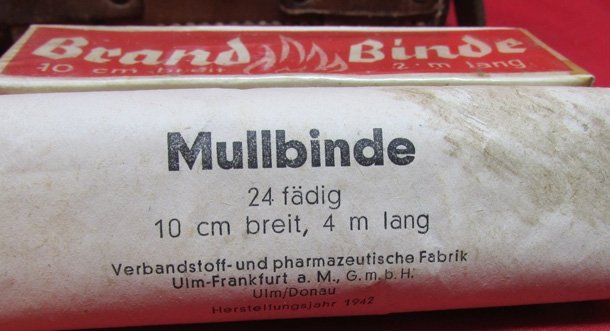 Brand Binde
10 cm breit 2 m lang
Mullbinde
24 fädig
10 cm breit, 4 m lang
Verbandstoff- und pharmazeutische Fabrik
Ulm-Frankfurt a. M., G. m. b. H.
Ulm/Donau
Herstellungsjahr 1942